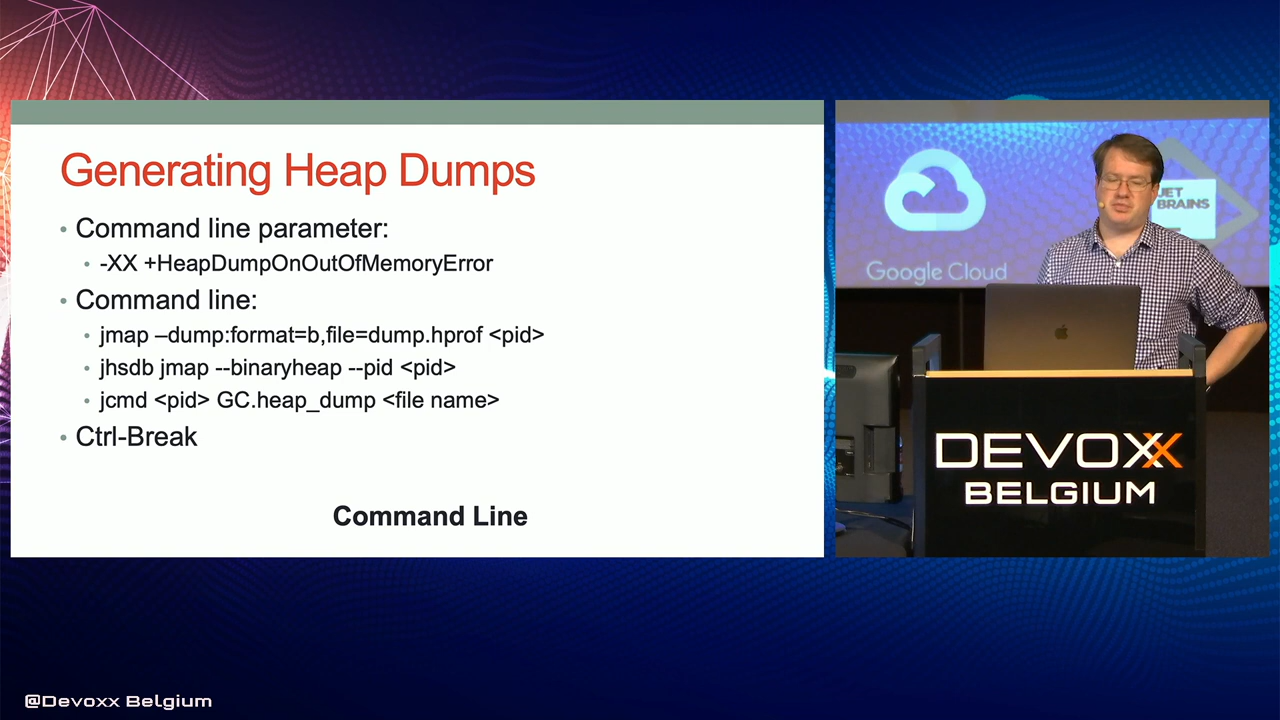 Generating Heap Dumps
• Command line parameter:
• -XX +HeapDumpOnOutOfMemoryError
• Command line:
• jmap –dump:format=b,file=dump.hprof <pid>
• jhsdb jmap --binaryheap --pid <pid>
• jcmd <pid> GC.heap_dump <file name>
• Ctrl-Break
Command Line
Google Cloud
JET
BRAINS
DEVOXX
BELGIUM
@Devoxx Belgium